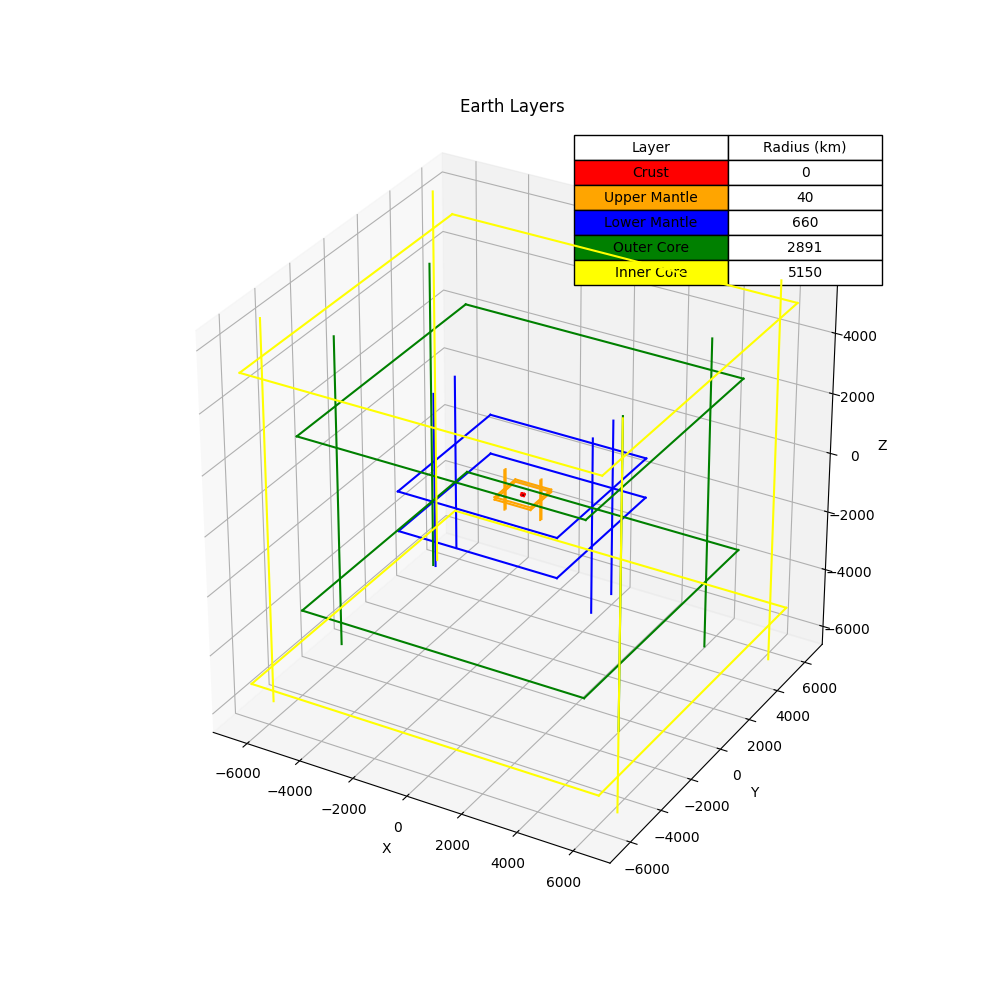 Earth Layers
Layer Radius (km)
Crust 0
Upper Mantle 40
Lower Mantle 660
Outer Core 2891
Inner Core 5150
4000
2000
0
Z
−2000
−4000
−6000
−6000
−4000
−2000
0
2000
4000
6000
X
6000
4000
2000
0
Y
−2000
−4000
−6000